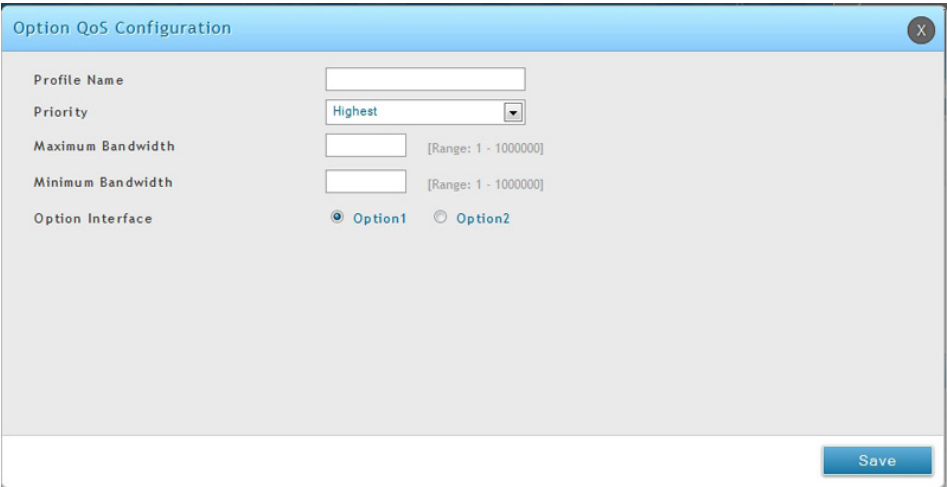 Option QoS Configuration
X
Profile Name
Priority Highest
Maximum Bandwidth [Range: 1 - 1000000]
Minimum Bandwidth [Range: 1 - 1000000]
Option Interface Option1 Option2
Save